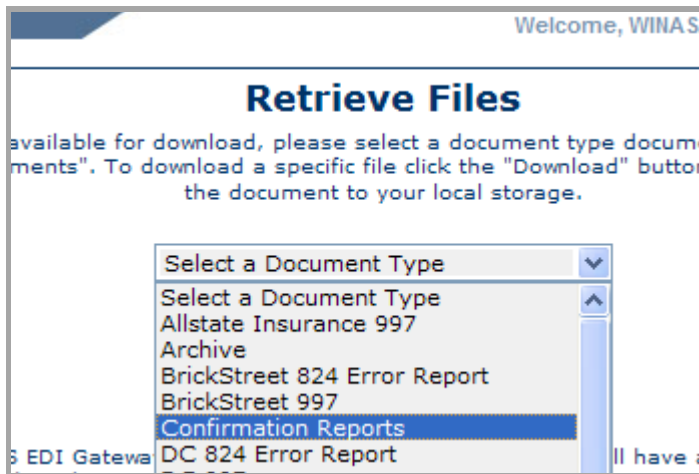 Welcome, WINAS
Retrieve Files
available for download, please select a document type docum
ments". To download a specific file click the "Download" button
the document to your local storage.
Select a Document Type
Select a Document Type
Allstate Insurance 997
Archive
BrickStreet 824 Error Report
BrickStreet 997
Confirmation Reports
S EDI Gatewa DC 824 Error Report ll have a